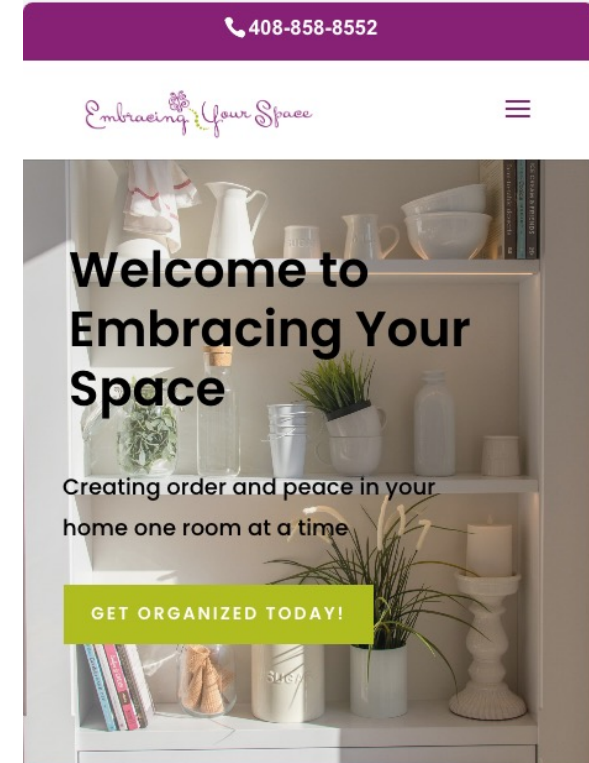 408-858-8552
Embracing Your Space
Welcome to
Embracing Your
Space
Creating order and peace in your
home one room at a time
GET ORGANIZED TODAY!
SUGAR